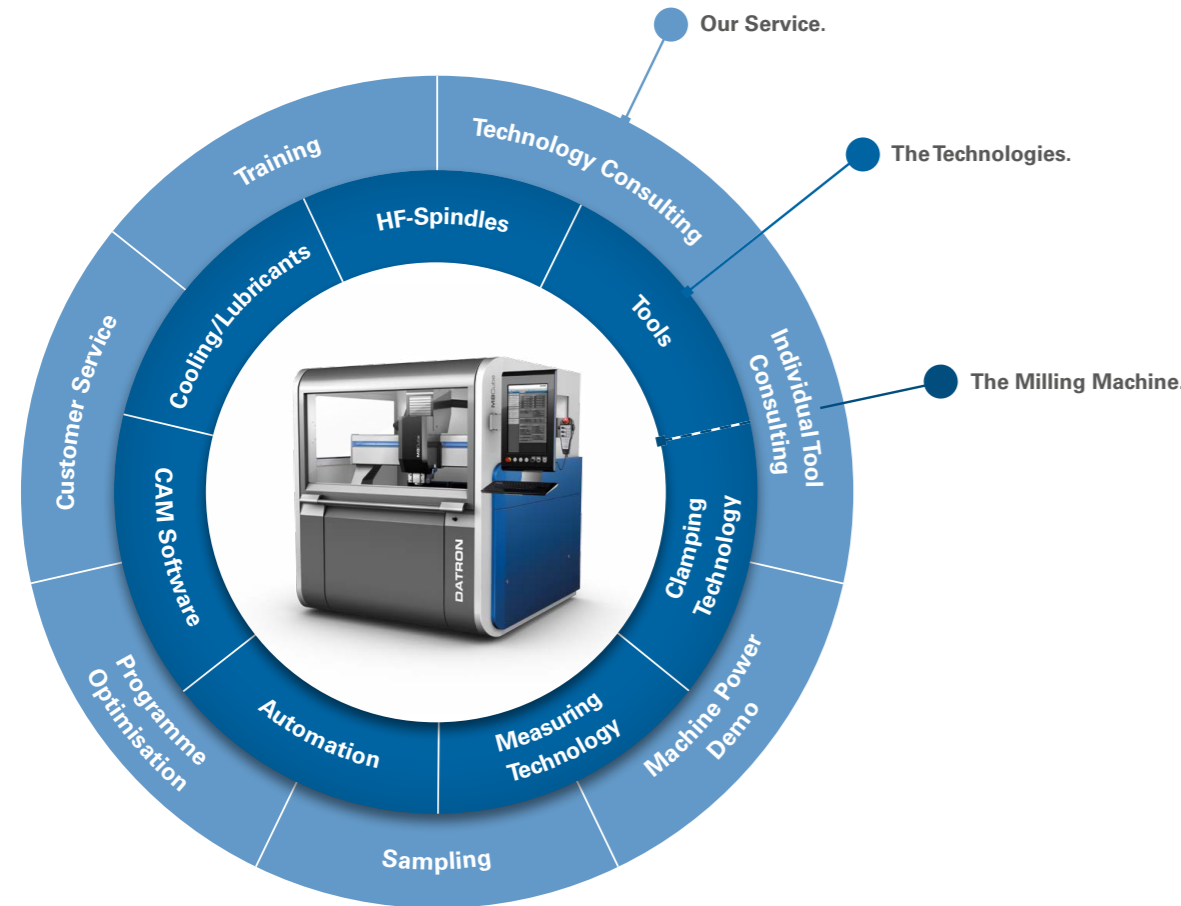 Our Service.
The Technologies.
The Milling Machine.
Technology Consulting
Individual Tool
Consulting
Machine Power
Demo
Sampling
Programme
Optimisation
Customer Service
Training
HF-Spindles
Tools
Clamping
Technology
Measuring
Technology
Automation
CAM Software
Cooling/Lubricants
DATRON